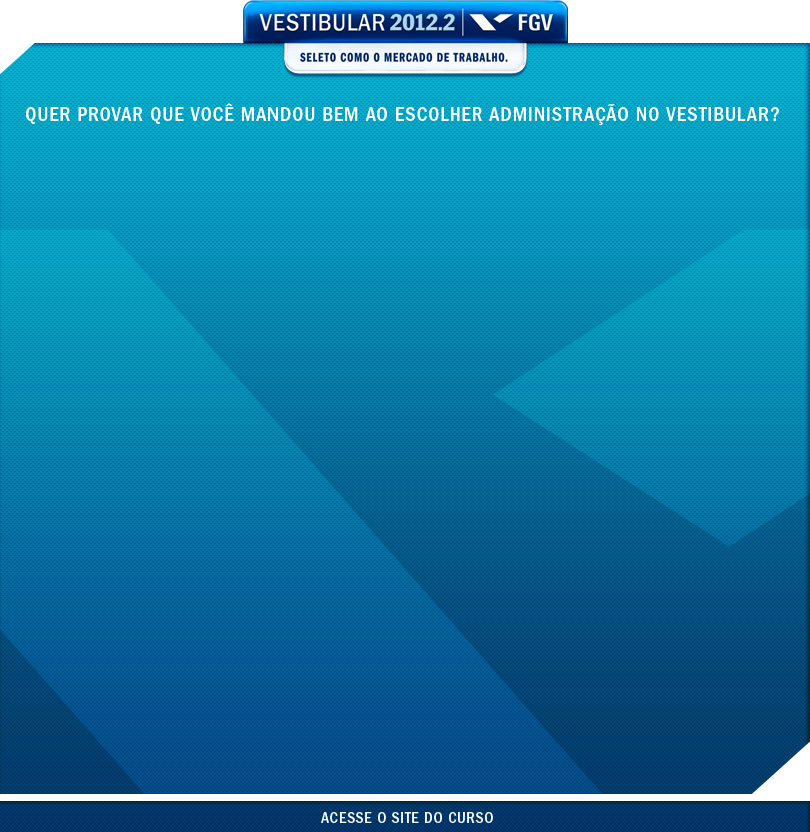 VESTIBULAR 2012.2 FGV
SELETO COMO O MERCADO DE TRABALHO.
QUER PROVAR QUE VOCÊ MANDOU BEM AO ESCOLHER ADMINISTRAÇÃO NO VESTIBULAR?
ACESSE O SITE DO CURSO